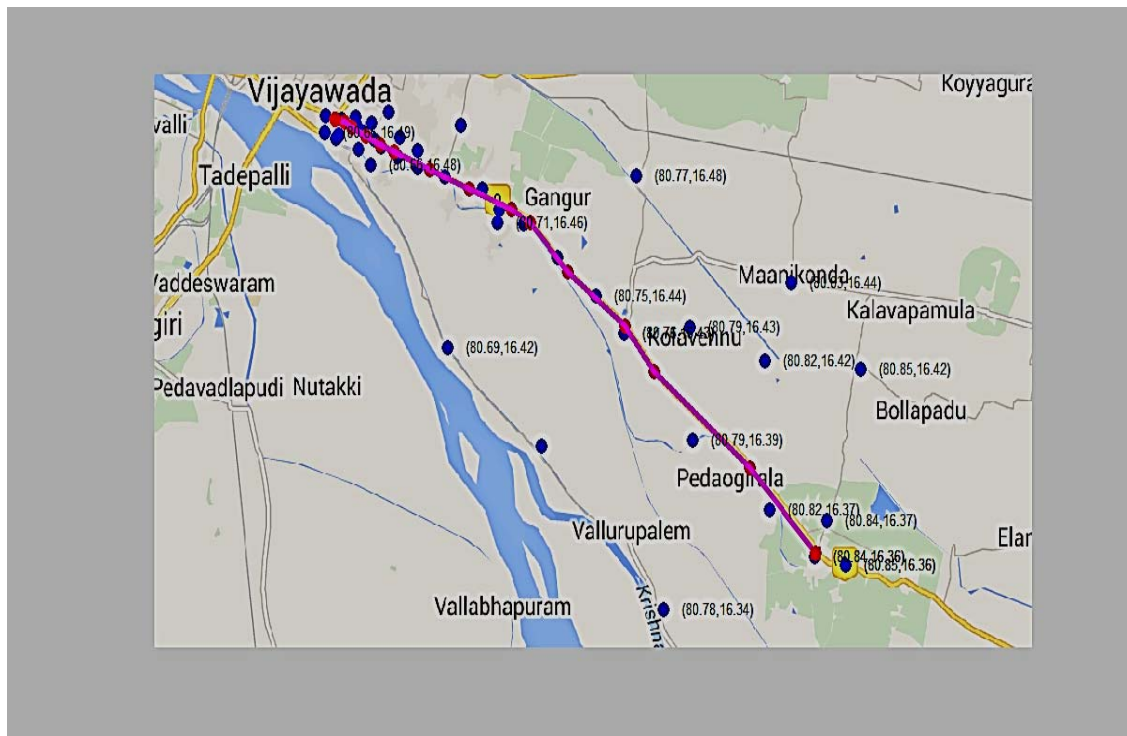 Koyyagura
Vijayawada
valli
(80.65,16.49)
(80.66,16.48)
Tadepalli
(80.77,16.48)
9
Gangur
(80.71,16.46)
Maanikonda
Vaddeswaram
(80.83,16.44)
(80.75,16.44)
Kalavapamula
giri
(80.79,16.43)
Kolavennu
(80.69,16.42)
(80.82,16.42)
(80.85,16.42)
Pedavadlapudi
Nutakki
Bollapadu
(80.79,16.39)
Pedaogirala
(80.82,16.37)
(80.84,16.37)
Vallurupalem
Elar
(80.84,16.36)
(80.85,16.36)
Krishna
Vallabhapuram
(80.78,16.34)